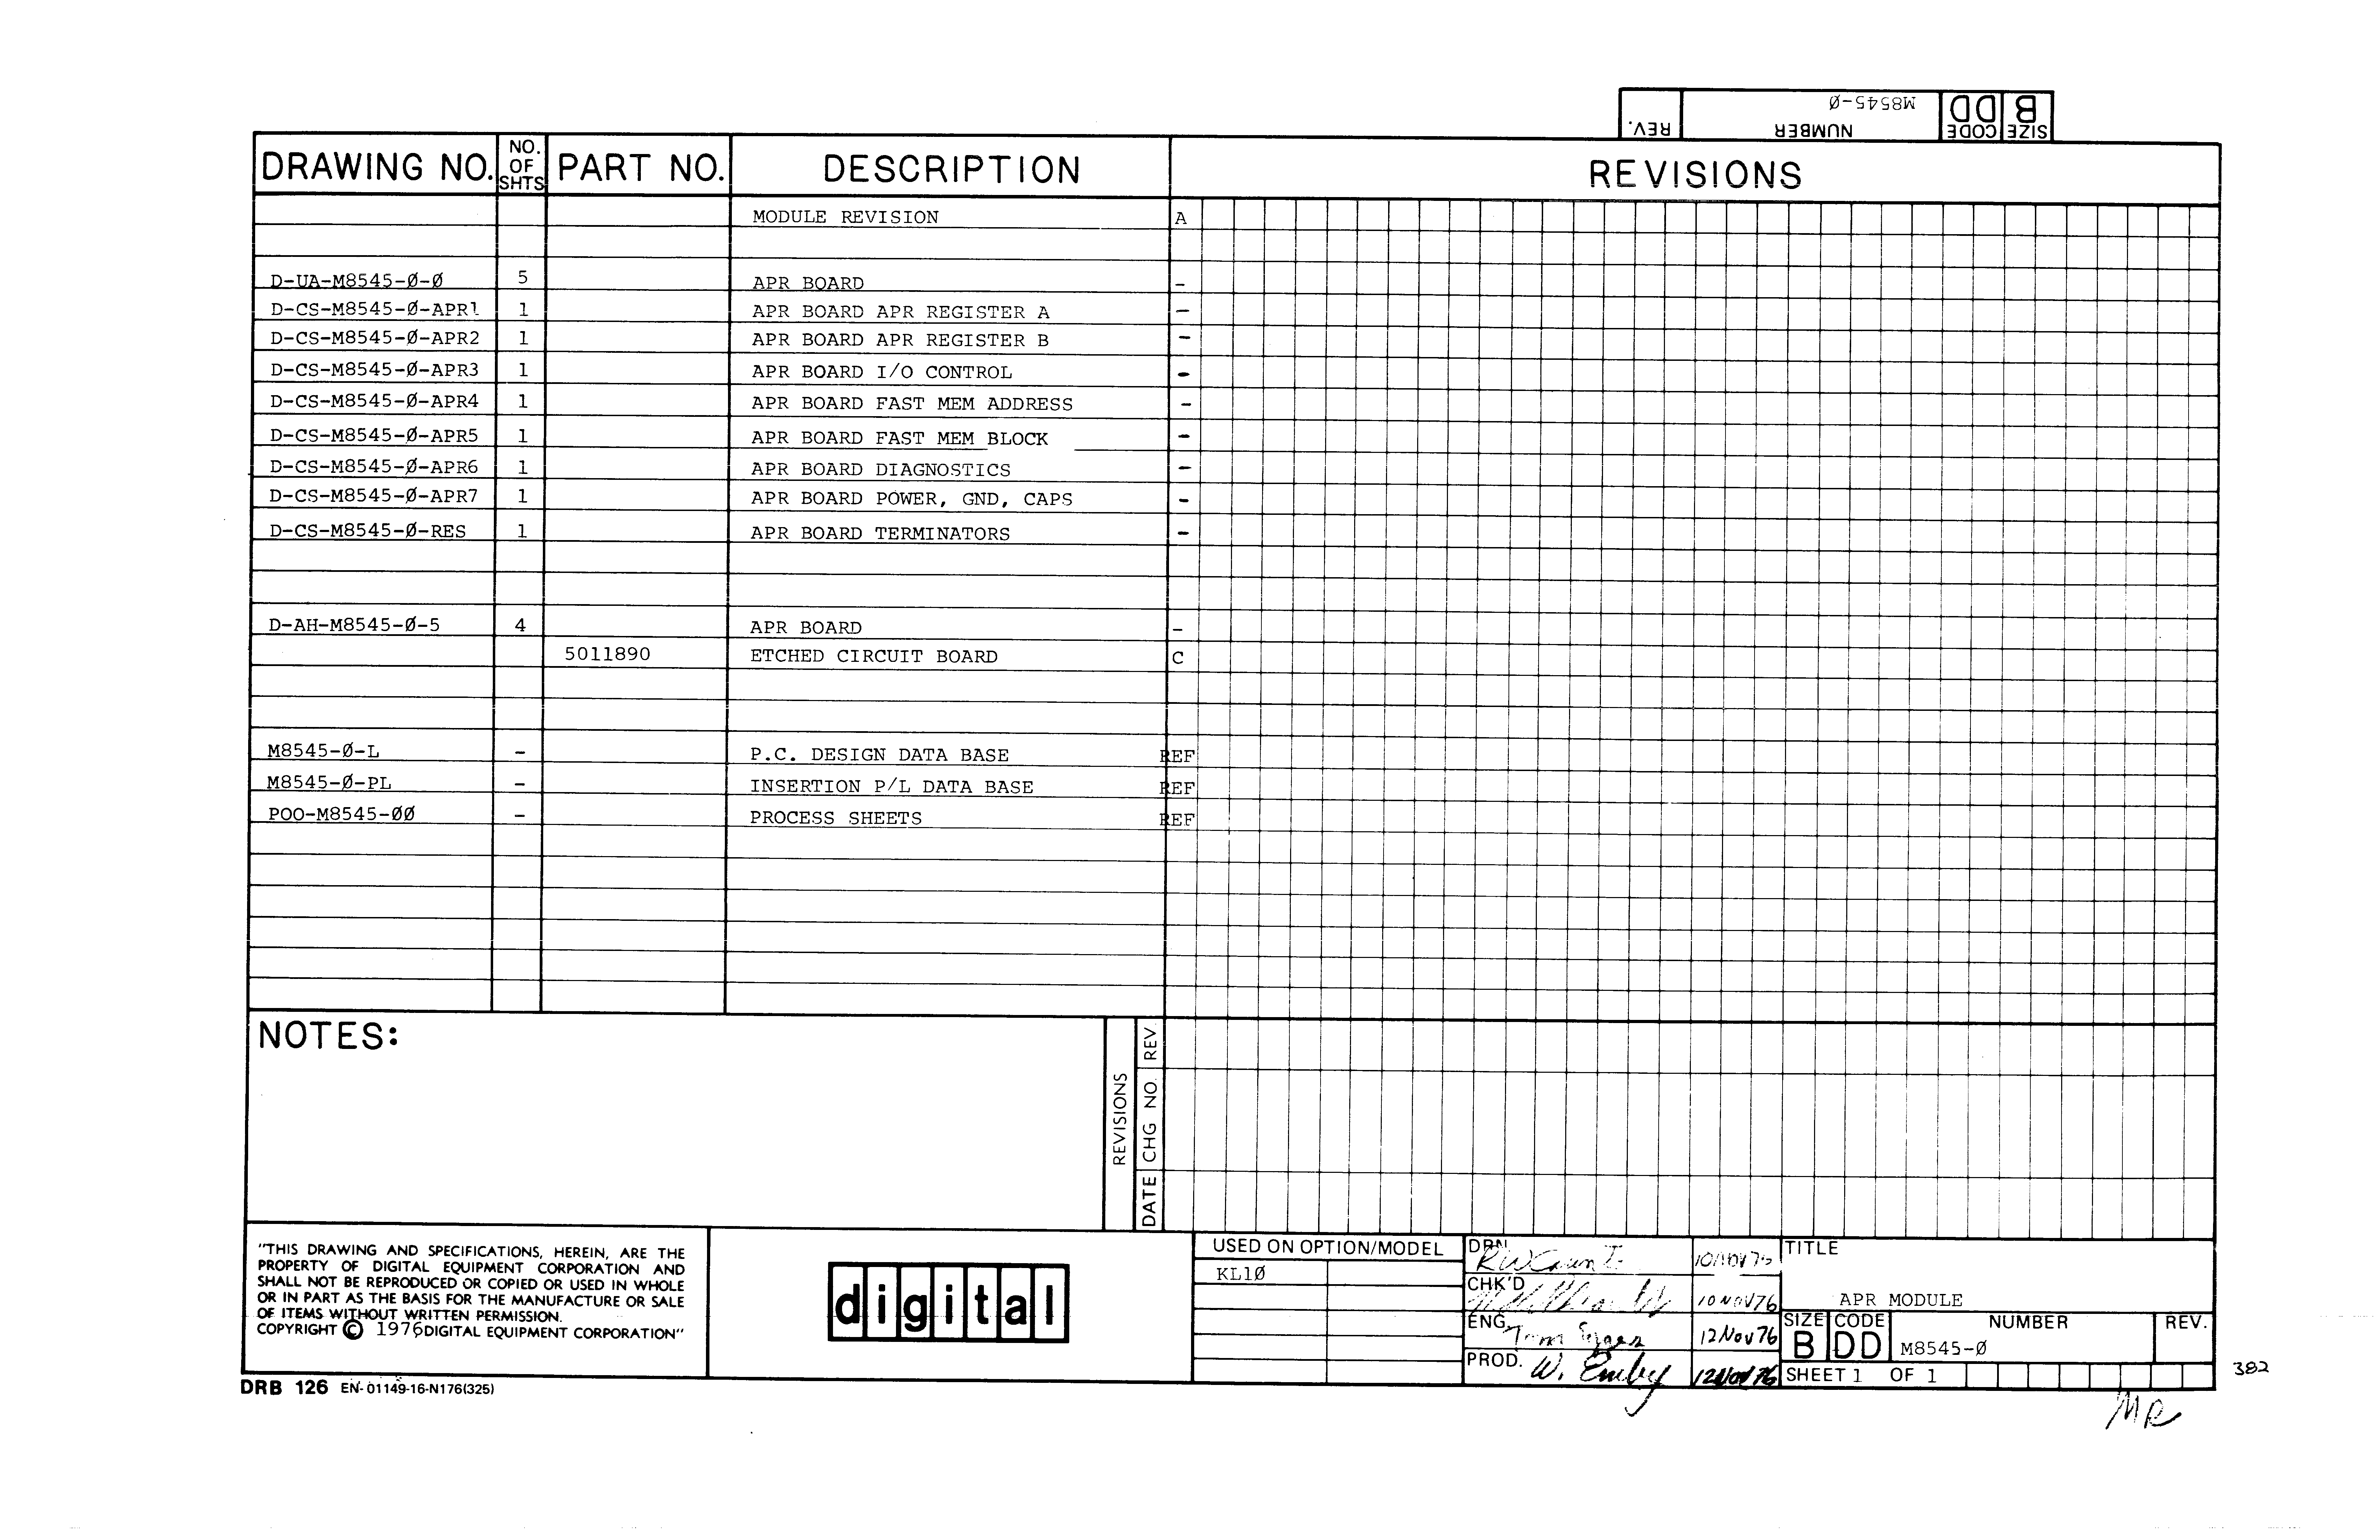 M8545-Ø
REV. NUMBER SIZE CODE
B DD
DRAWING NO. NO. OF SHTS PART NO. DESCRIPTION REVISIONS
MODULE REVISION A
D-UA-M8545-Ø-Ø 5 APR BOARD -
D-CS-M8545-Ø-APR1 1 APR BOARD APR REGISTER A -
D-CS-M8545-Ø-APR2 1 APR BOARD APR REGISTER B -
D-CS-M8545-Ø-APR3 1 APR BOARD I/O CONTROL -
D-CS-M8545-Ø-APR4 1 APR BOARD FAST MEM ADDRESS -
D-CS-M8545-Ø-APR5 1 APR BOARD FAST MEM BLOCK -
D-CS-M8545-Ø-APR6 1 APR BOARD DIAGNOSTICS -
D-CS-M8545-Ø-APR7 1 APR BOARD POWER, GND, CAPS -
D-CS-M8545-Ø-RES 1 APR BOARD TERMINATORS -
D-AH-M8545-Ø-5 4 APR BOARD -
5011890 ETCHED CIRCUIT BOARD C
M8545-Ø-L - P.C. DESIGN DATA BASE REF
M8545-Ø-PL - INSERTION P/L DATA BASE REF
POO-M8545-ØØ - PROCESS SHEETS REF
NOTES:
REVISIONS
DATE CHG NO. REV.
"THIS DRAWING AND SPECIFICATIONS, HEREIN, ARE THE
PROPERTY OF DIGITAL EQUIPMENT CORPORATION AND
SHALL NOT BE REPRODUCED OR COPIED OR USED IN WHOLE
OR IN PART AS THE BASIS FOR THE MANUFACTURE OR SALE
OF ITEMS WITHOUT WRITTEN PERMISSION.
COPYRIGHT © 1976 DIGITAL EQUIPMENT CORPORATION"
digital
USED ON OPTION/MODEL
KL1Ø
DRN.
CHK'D 10NOV76
ENG. Tom 12Nov76
PROD. W. 12Nov76
TITLE
APR MODULE
SIZE CODE NUMBER REV.
B DD M8545-Ø
SHEET 1 OF 1
DRB 126 EN-01149-16-N176(325)
382
MR